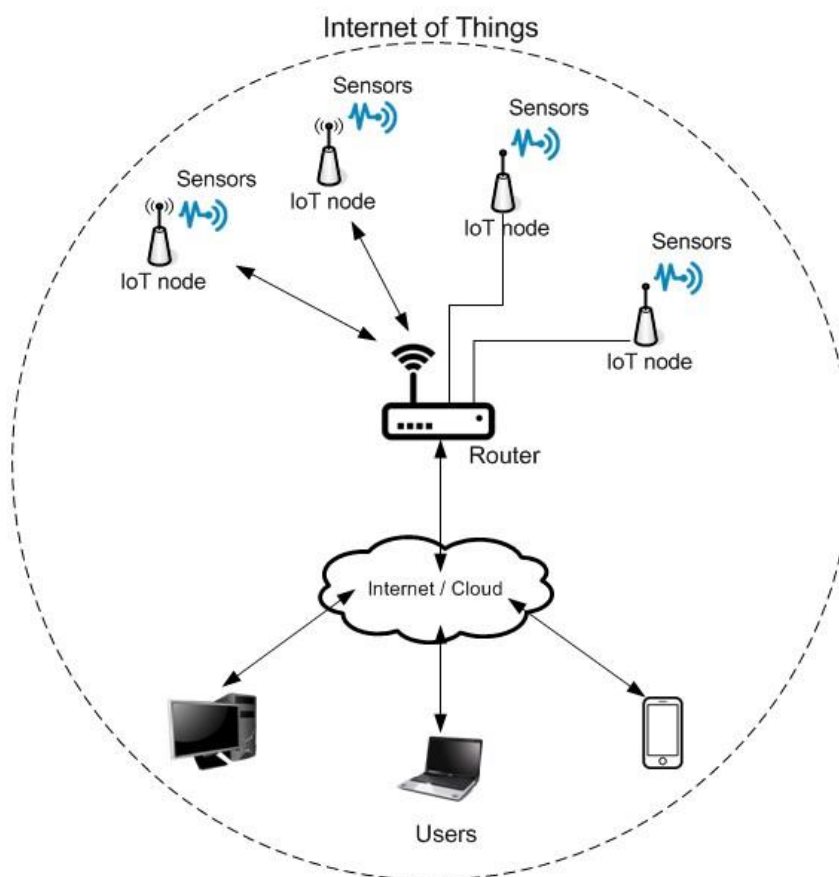 Internet of Things
Sensors
IoT node
Sensors
IoT node
Sensors
IoT node
Sensors
IoT node
Router
Internet / Cloud
Users